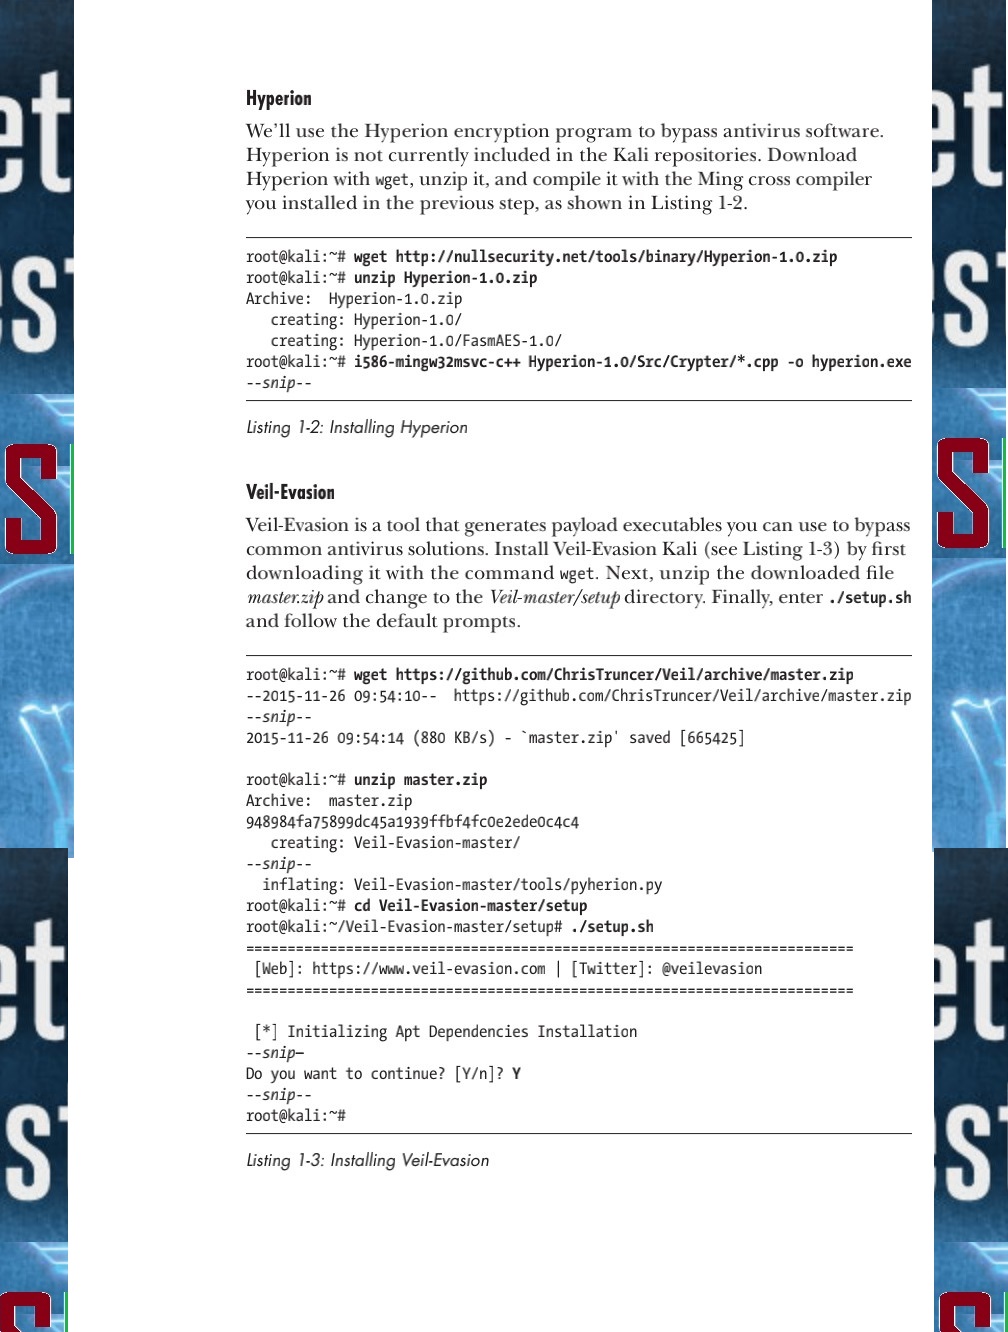 Hyperion
We'll use the Hyperion encryption program to bypass antivirus software.
Hyperion is not currently included in the Kali repositories. Download
Hyperion with wget, unzip it, and compile it with the Ming cross compiler
you installed in the previous step, as shown in Listing 1-2.
root@kali:~# wget http://nullsecurity.net/tools/binary/Hyperion-1.0.zip
root@kali:~# unzip Hyperion-1.0.zip
Archive:  Hyperion-1.0.zip
   creating: Hyperion-1.0/
   creating: Hyperion-1.0/FasmAES-1.0/
root@kali:~# i586-mingw32msvc-c++ Hyperion-1.0/Src/Crypter/*.cpp -o hyperion.exe
--snip--
Listing 1-2: Installing Hyperion
Veil-Evasion
Veil-Evasion is a tool that generates payload executables you can use to bypass
common antivirus solutions. Install Veil-Evasion Kali (see Listing 1-3) by first
downloading it with the command wget. Next, unzip the downloaded file
master.zip and change to the Veil-master/setup directory. Finally, enter ./setup.sh
and follow the default prompts.
root@kali:~# wget https://github.com/ChrisTruncer/Veil/archive/master.zip
--2015-11-26 09:54:10--  https://github.com/ChrisTruncer/Veil/archive/master.zip
--snip--
2015-11-26 09:54:14 (880 KB/s) - `master.zip' saved [665425]
root@kali:~# unzip master.zip
Archive:  master.zip
948984fa75899dc45a1939ffbf4fc0e2ede0c4c4
   creating: Veil-Evasion-master/
--snip--
  inflating: Veil-Evasion-master/tools/pyherion.py
root@kali:~# cd Veil-Evasion-master/setup
root@kali:~/Veil-Evasion-master/setup# ./setup.sh
=========================================================================
 [Web]: https://www.veil-evasion.com | [Twitter]: @veilevasion
=========================================================================
 [*] Initializing Apt Dependencies Installation
--snip—
Do you want to continue? [Y/n]? Y
--snip--
root@kali:~#
Listing 1-3: Installing Veil-Evasion